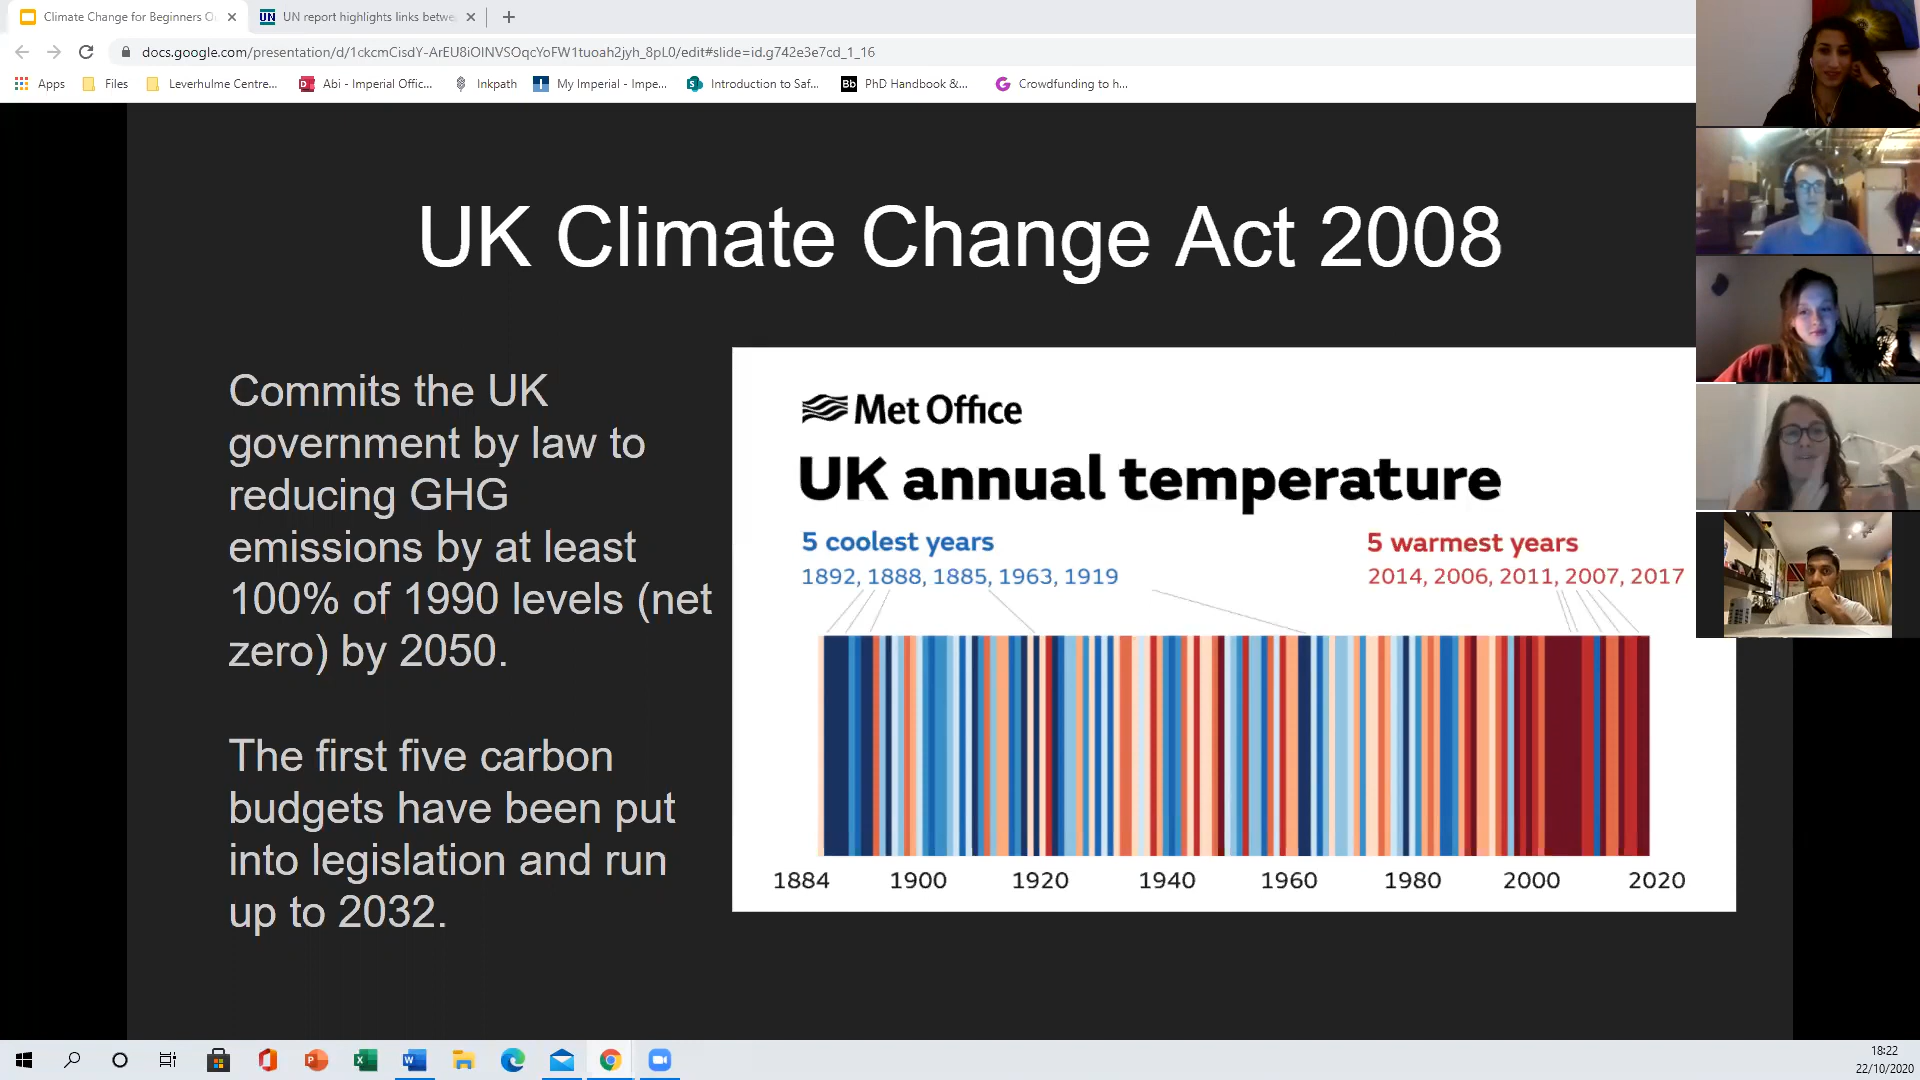 Climate Change for Beginners O
UN report highlights links betwe
docs.google.com/presentation/d/1ckcmCisdY-ArEU8iOINVSOqcYoFW1tuoah2jyh_8pL0/edit#slide=id.g742e3e7cd_1_16
Apps
Files
Leverhulme Centre...
Abi - Imperial Offic...
Inkpath
My Imperial - Impe...
Introduction to Saf...
Bb PhD Handbook &...
Crowdfunding to h...
UK Climate Change Act 2008
Commits the UK
government by law to
reducing GHG
emissions by at least
100% of 1990 levels (net
zero) by 2050.
The first five carbon
budgets have been put
into legislation and run
up to 2032.
Met Office
UK annual temperature
5 coolest years
1892, 1888, 1885, 1963, 1919
5 warmest years
2014, 2006, 2011, 2007, 2017
1884 1900 1920 1940 1960 1980 2000 2020
18:22
22/10/2020